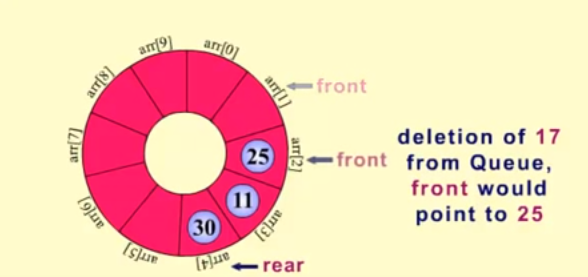 arr[9]
arr[0]
arr[8]
arr[1]
front
arr[7]
arr[2]
front
25
deletion of 17
from Queue,
front would
point to 25
11
arr[6]
arr[3]
30
arr[5]
arr[4]
rear